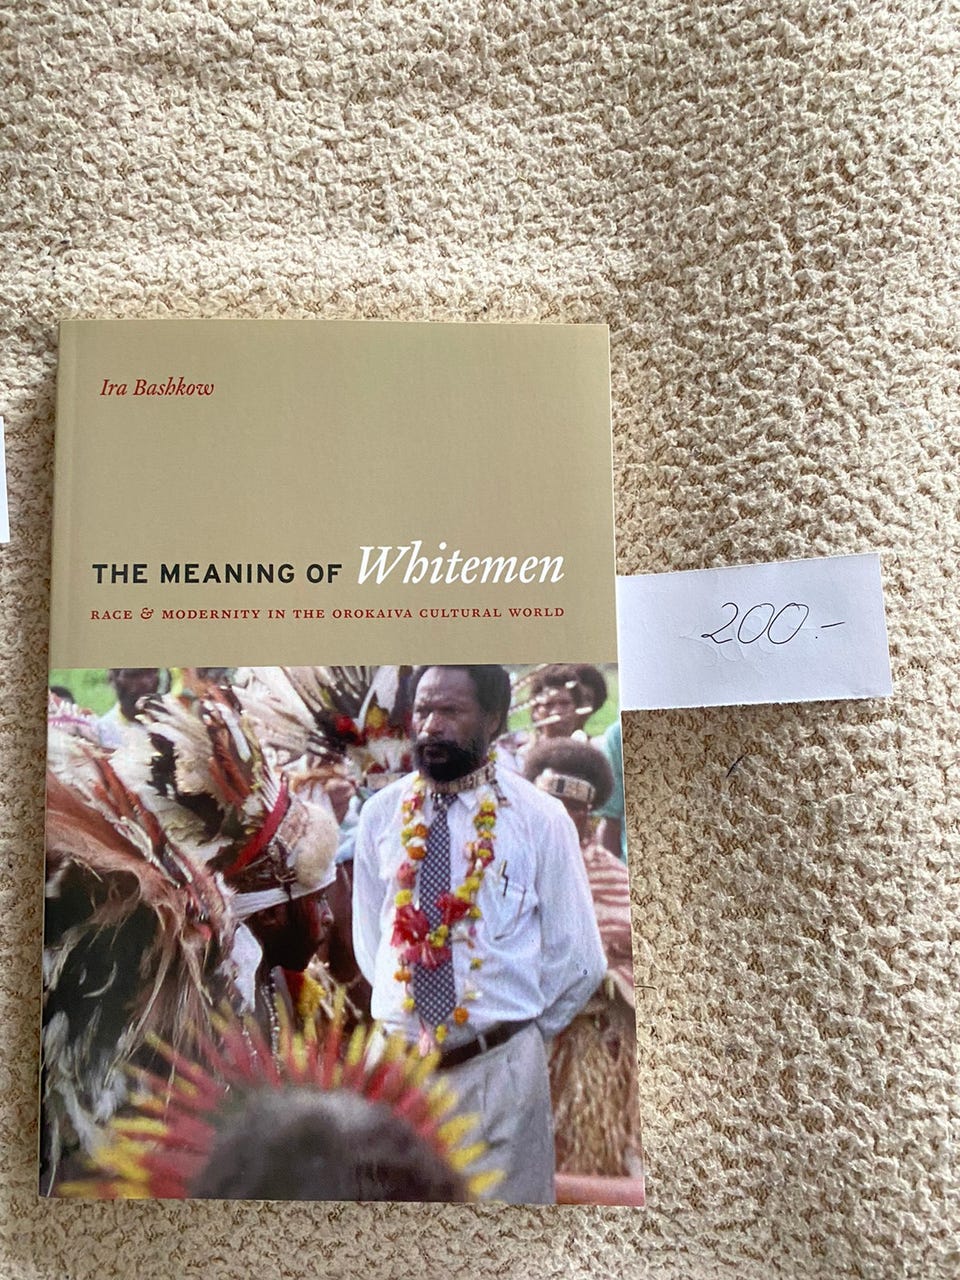 Ira Bashkow
THE MEANING OF Whitemen
RACE & MODERNITY IN THE OROKAIVA CULTURAL WORLD
200.-